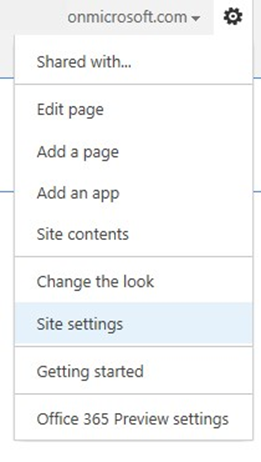 onmicrosoft.com
Shared with...
Edit page
Add a page
Add an app
Site contents
Change the look
Site settings
Getting started
Office 365 Preview settings